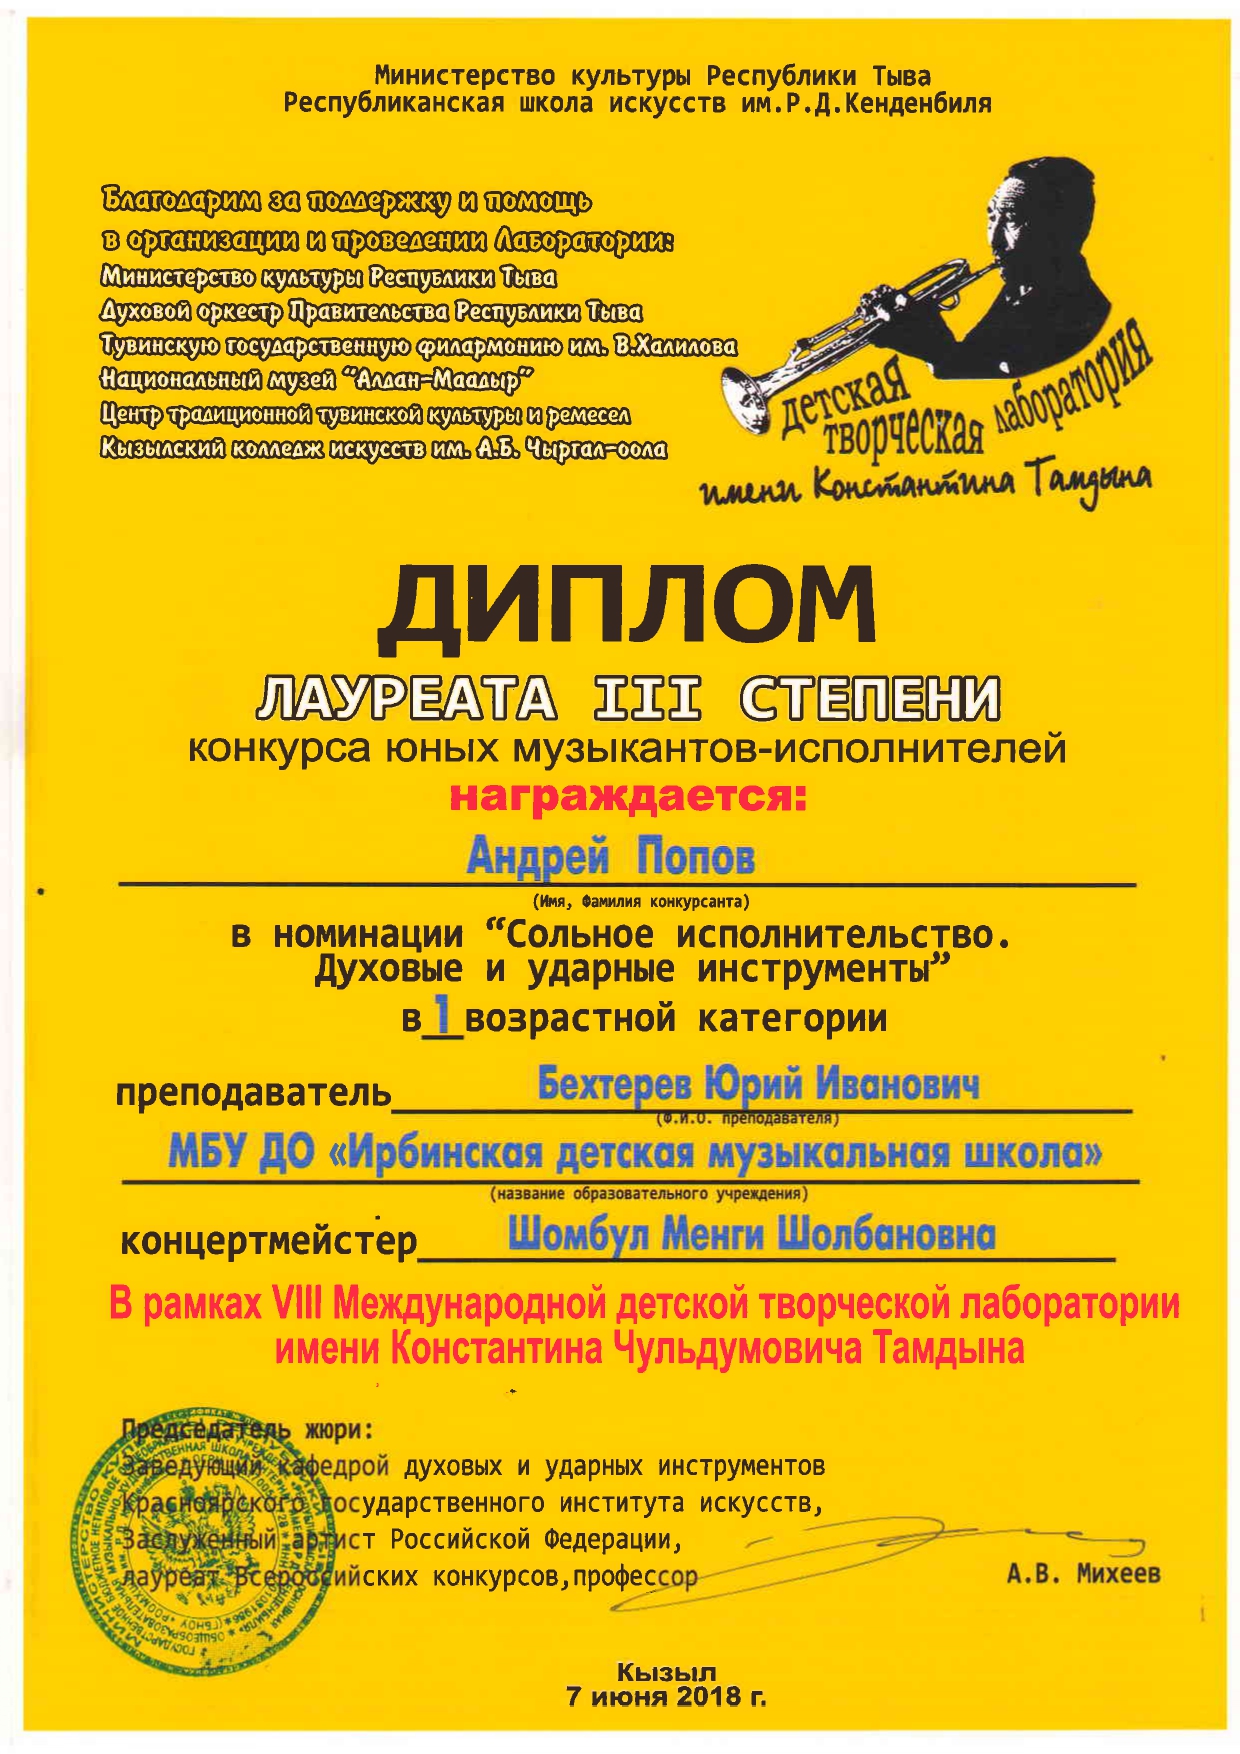 Министерство культуры Республики Тыва
Республиканская школа искусств им.Р.Д.Кенденбиля
Благодарим за поддержку и помощь
в организации и проведении Лаборатории:
Министерство культуры Республики Тыва
Духовой оркестр Правительства Республики Тыва
Тувинскую государственную филармонию им. В.Халилова
Национальный музей "Алдан-Маадыр"
Центр традиционной тувинской культуры и ремесел
Кызылский колледж искусств им. А.Б. Чыргал-оола
детская
творческая лаборатория
имени Константина Тамдына
ДИПЛОМ
ЛАУРЕАТА III СТЕПЕНИ
конкурса юных музыкантов-исполнителей
награждается:
Андрей Попов
(Имя, Фамилия конкурсанта)
в номинации “Сольное исполнительство.
Духовые и ударные инструменты”
в 1 возрастной категории
преподаватель Бехтерев Юрий Иванович
(Ф.И.О. преподавателя)
МБУ ДО «Ирбинская детская музыкальная школа»
(название образовательного учреждения)
концертмейстер Шомбул Менги Шолбановна
В рамках VIII Международной детской творческой лаборатории
имени Константина Чульдумовича Тамдына
Председатель жюри:
Заведующий кафедрой духовых и ударных инструментов
Красноярского государственного института искусств,
Заслуженный артист Российской Федерации,
лауреат Всероссийских конкурсов,профессор
А.В. Михеев
Кызыл
7 июня 2018 г.